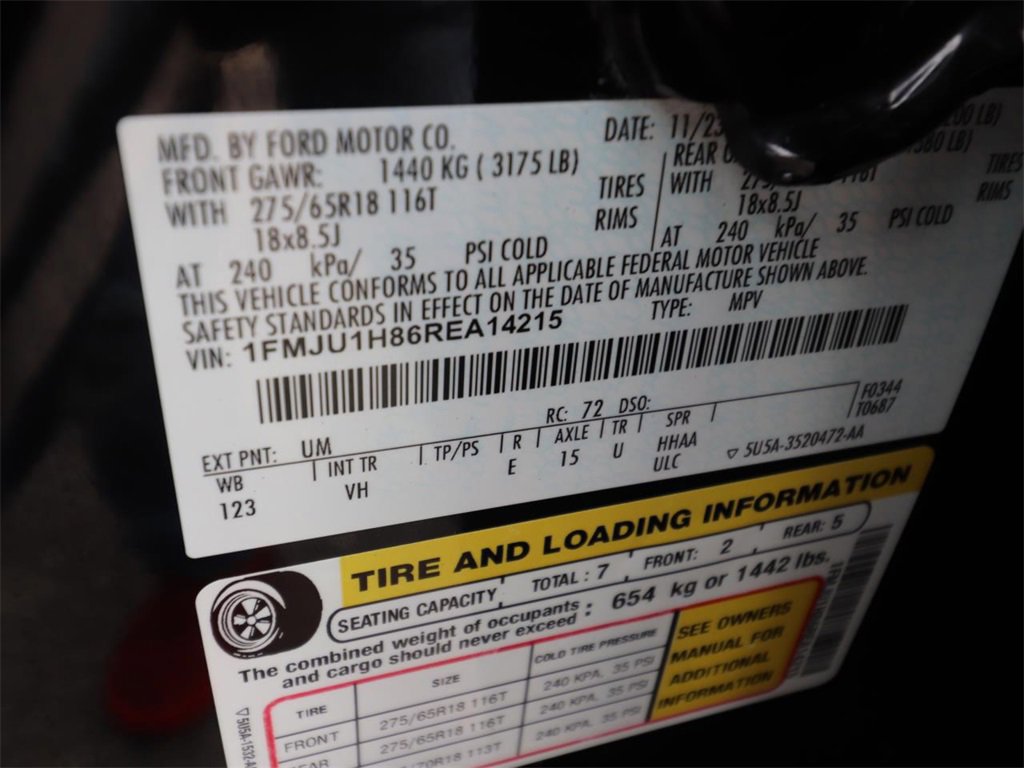 MFD. BY FORD MOTOR CO.
DATE: 11/23
FRONT GAWR: 1440 KG ( 3175 LB)
REAR
WITH 275/65R18 116T TIRES
WITH TIRES
18x8.5J RIMS
18x8.5J RIMS
AT 240 kPa/ 35 PSI COLD
AT 240 kPa/ 35 PSI COLD
THIS VEHICLE CONFORMS TO ALL APPLICABLE FEDERAL MOTOR VEHICLE
SAFETY STANDARDS IN EFFECT ON THE DATE OF MANUFACTURE SHOWN ABOVE.
VIN: 1FMJU1H86REA14215 TYPE: MPV
F0344
T0687
EXT PNT: UM RC: 72 DSO:
WB INT TR TP/PS R AXLE TR SPR
123 VH E 15 U HHAA
ULC
▽ 5U5A-3520472-AA
TIRE AND LOADING INFORMATION
SEATING CAPACITY TOTAL : 7 FRONT: 2 REAR: 5
The combined weight of occupants
and cargo should never exceed : 654 kg or 1442 lbs.
TIRE SIZE COLD TIRE PRESSURE
FRONT 275/65R18 116T 240 KPA, 35 PSI
275/65R18 116T 240 KPA, 35 PSI
113T 35 PSI
SEE OWNERS
MANUAL FOR
ADDITIONAL
INFORMATION